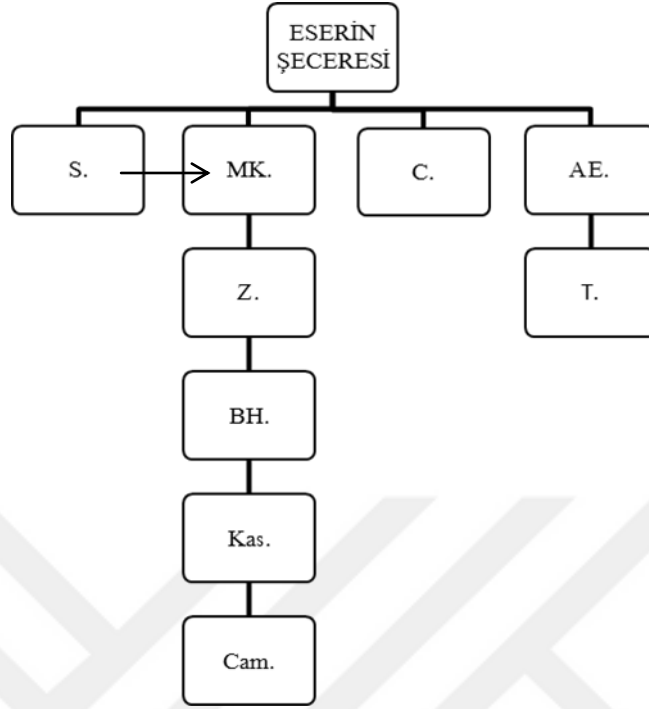 ESERİN
ŞECERESİ
S.
MK.
C.
AE.
Z.
T.
BH.
Kas.
Cam.